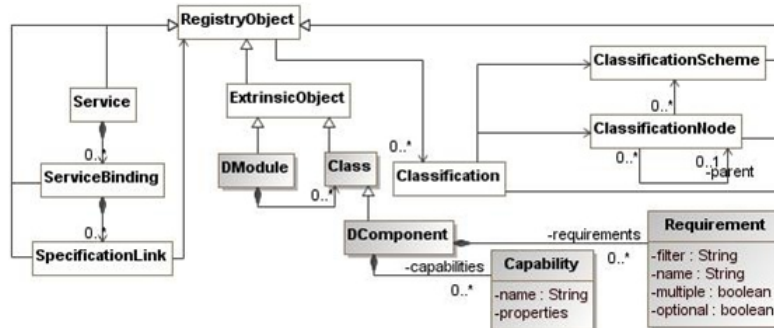 RegistryObject
ClassificationScheme
Service
ExtrinsicObject
0..*
ClassificationNode
0..*
0..*
0..1
-parent
ServiceBinding
DModule
Class
0..*
0..*
Classification
0..*
SpecificationLink
DComponent
-requirements
0..*
Requirement
-filter : String
-name : String
-multiple : boolean
-optional : boolean
-capabilities
0..*
Capability
-name : String
-properties